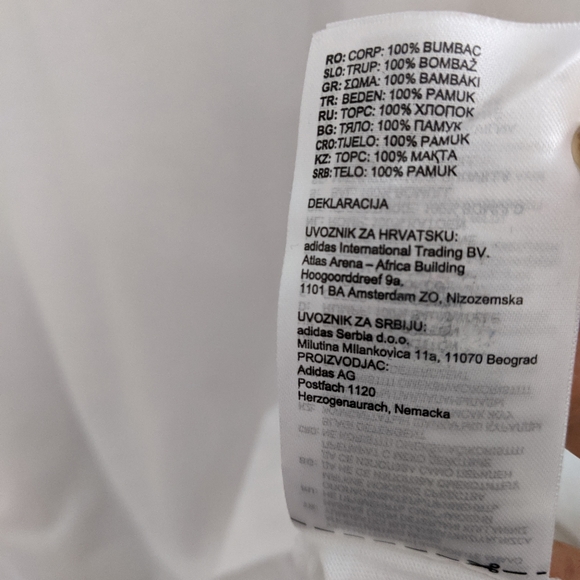 RO: CORP: 100% BUMBAC
SLO: TRUP: 100% BOMBAŽ
GR: ΣΩΜΑ: 100% ΒΑΜΒΑΚΙ
TR: BEDEN: 100% PAMUK
RU: ТОРС: 100% ХЛОПОК
BG: ТЯЛО: 100% ПАМУК
CRO: TIJELO: 100% PAMUK
KZ: ТОРС: 100% МАҚТА
SRB: TELO: 100% PAMUK
DEKLARACIJA
UVOZNIK ZA HRVATSKU:
adidas International Trading BV.
Atlas Arena – Africa Building
Hoogoorddreef 9a,
1101 BA Amsterdam ZO, Nizozemska
UVOZNIK ZA SRBIJU:
adidas Serbia d.o.o.
Milutina Milankovica 11a, 11070 Beograd
PROIZVODJAC:
Adidas AG
Postfach 1120
Herzogenaurach, Nemacka